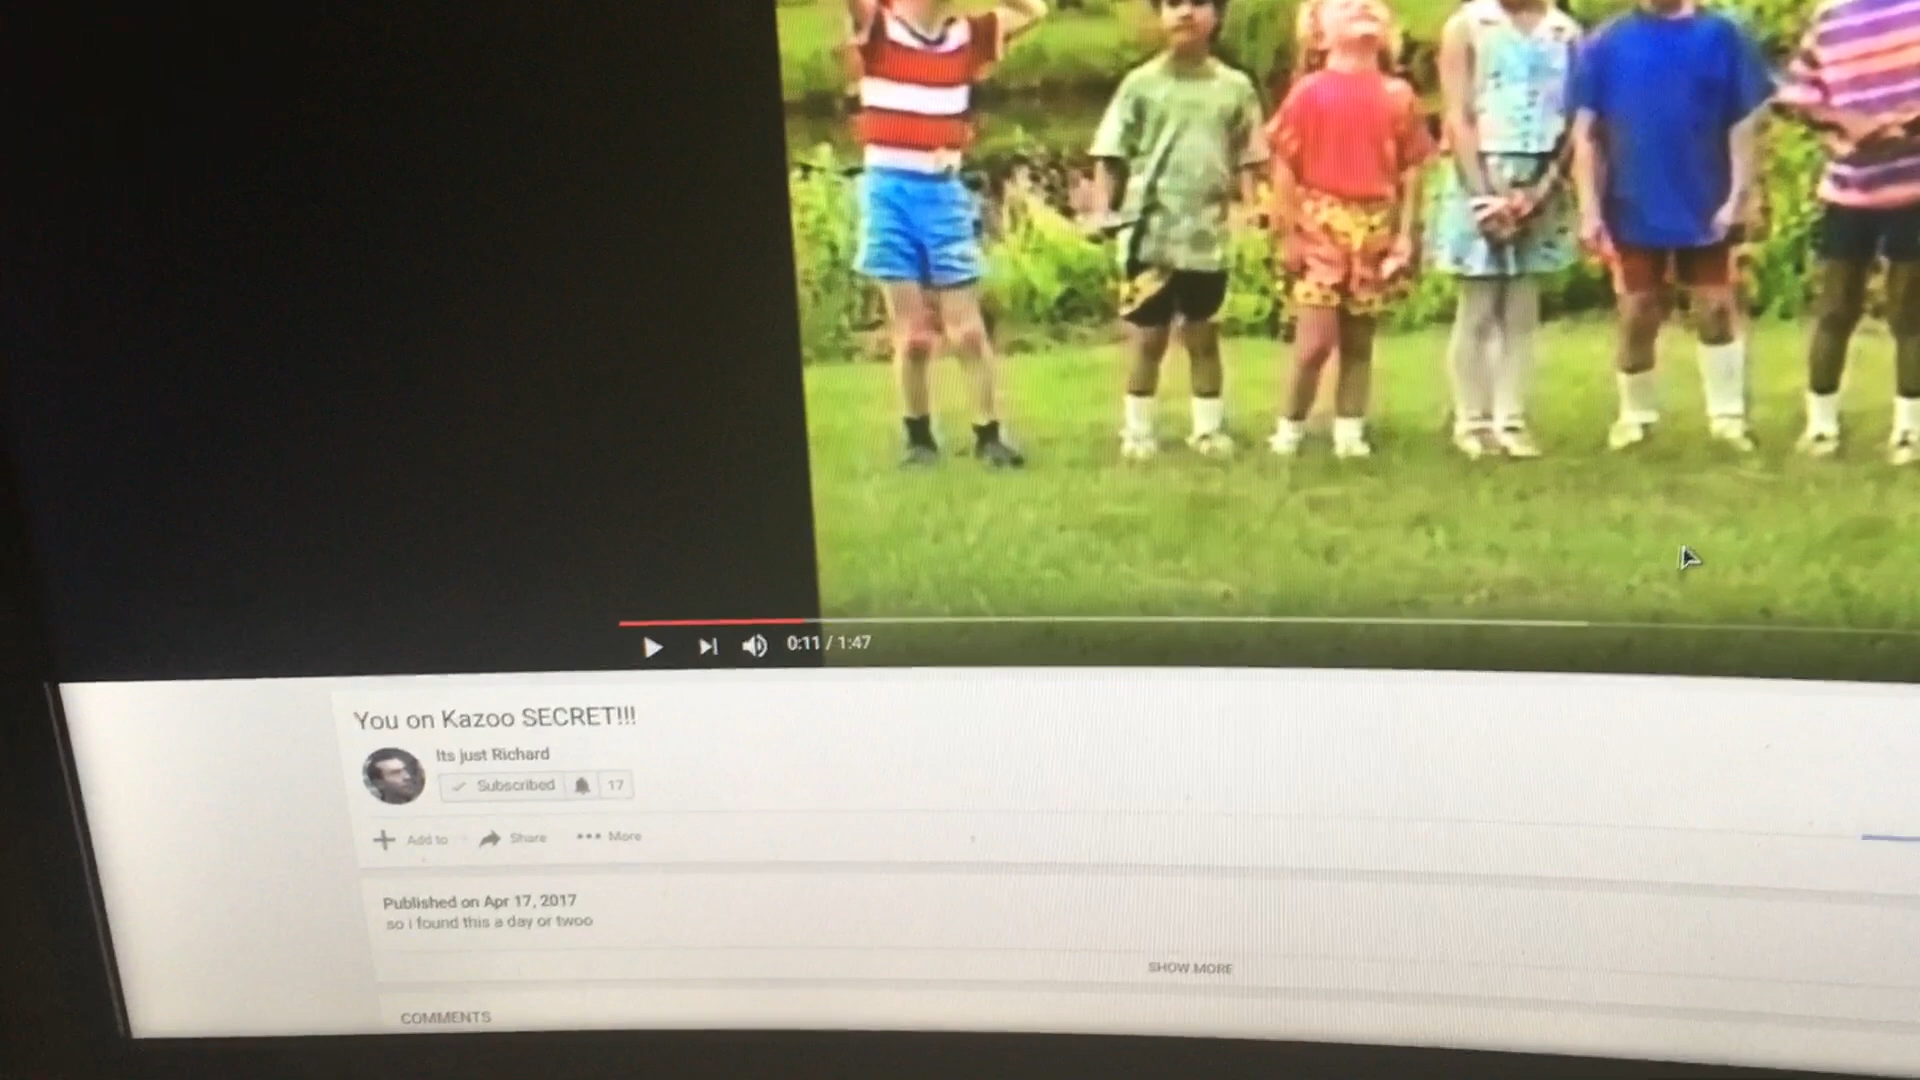 0:11 / 1:47
You on Kazoo SECRET!!!
Its just Richard
Subscribed 17
Add to Share More
Published on Apr 17, 2017
so i found this a day or twoo
SHOW MORE
COMMENTS